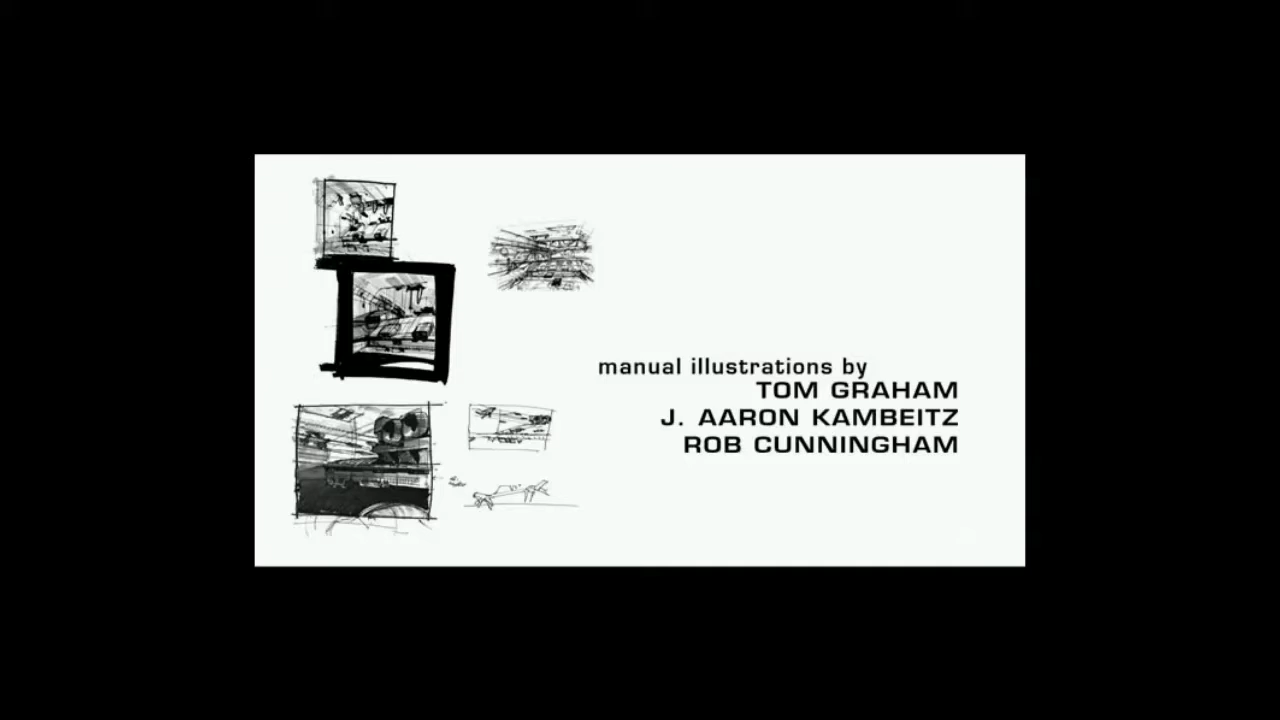 manual illustrations by
TOM GRAHAM
J. AARON KAMBEITZ
ROB CUNNINGHAM